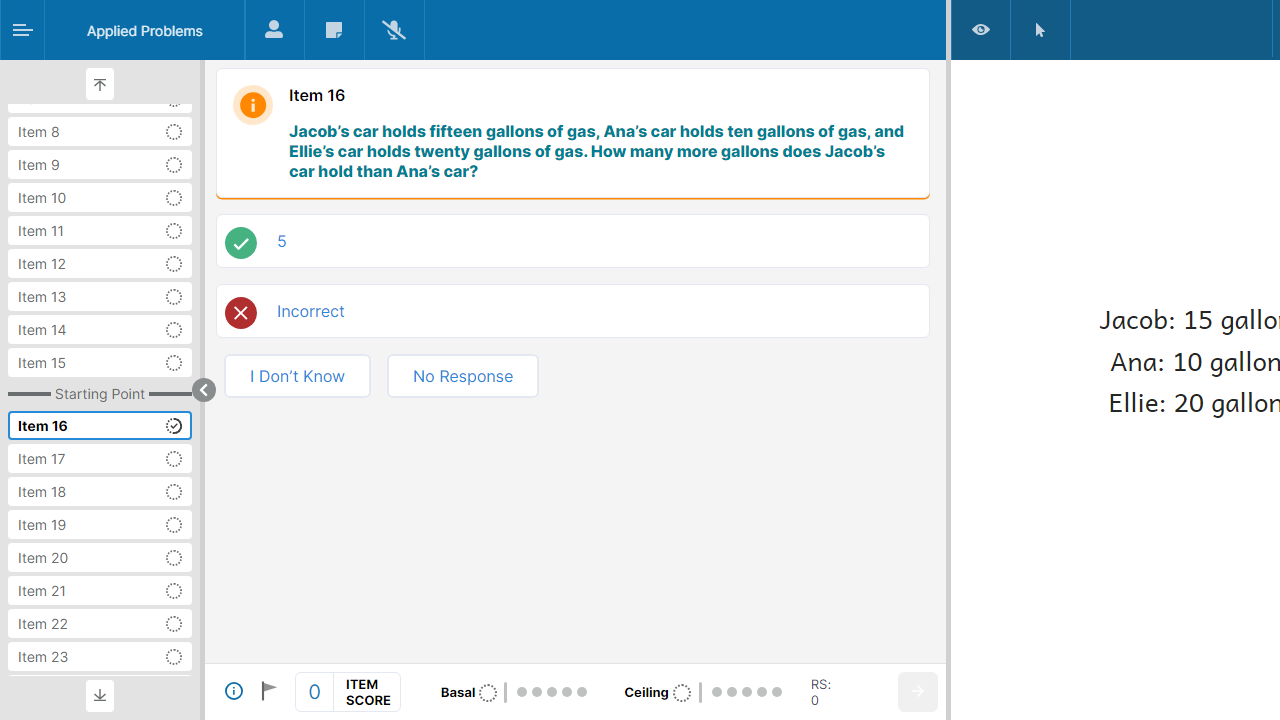 Applied Problems
Item 8
Item 9
Item 10
Item 11
Item 12
Item 13
Item 14
Item 15
Starting Point
Item 16
Item 17
Item 18
Item 19
Item 20
Item 21
Item 22
Item 23
Item 16
Jacob’s car holds fifteen gallons of gas, Ana’s car holds ten gallons of gas, and
Ellie’s car holds twenty gallons of gas. How many more gallons does Jacob’s
car hold than Ana’s car?
5
Incorrect
I Don’t Know
No Response
0 ITEM SCORE
Basal
Ceiling
RS:
0
Jacob: 15 gallo
Ana: 10 gallon
Ellie: 20 gallon